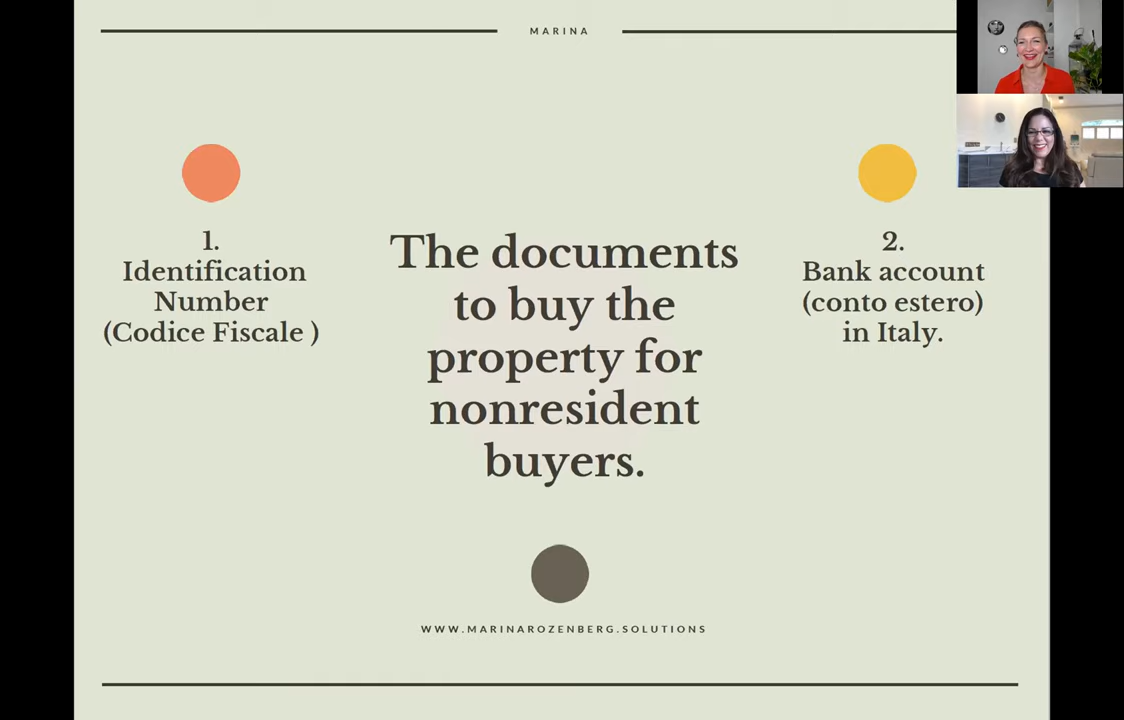 MARINA
1.
Identification
Number
(Codice Fiscale )
The documents
to buy the
property for
nonresident
buyers.
2.
Bank account
(conto estero)
in Italy.
WWW.MARINAROZENBERG.SOLUTIONS